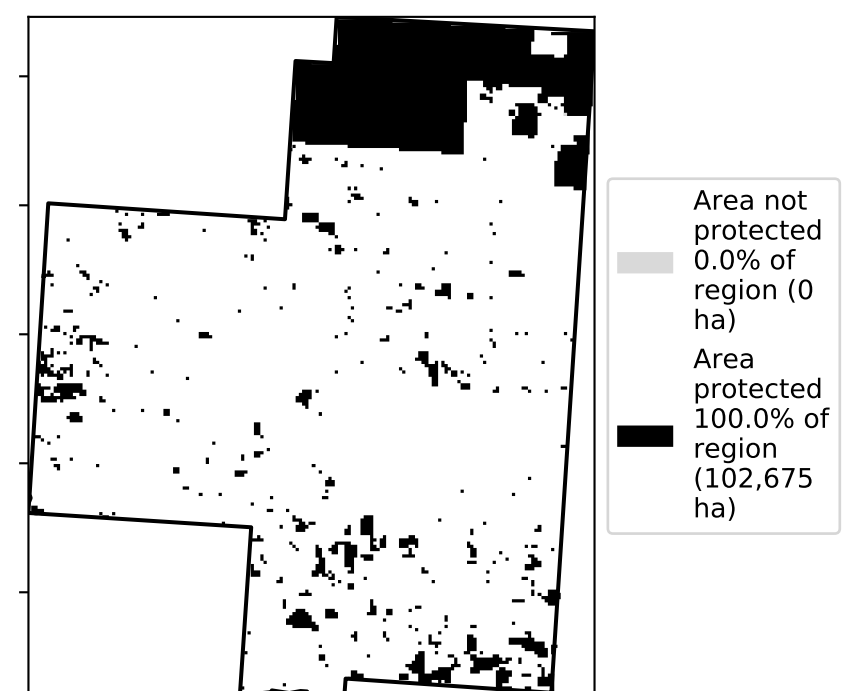 Area not
protected
0.0% of
region (0
ha)
Area
protected
100.0% of
region
(102,675
ha)